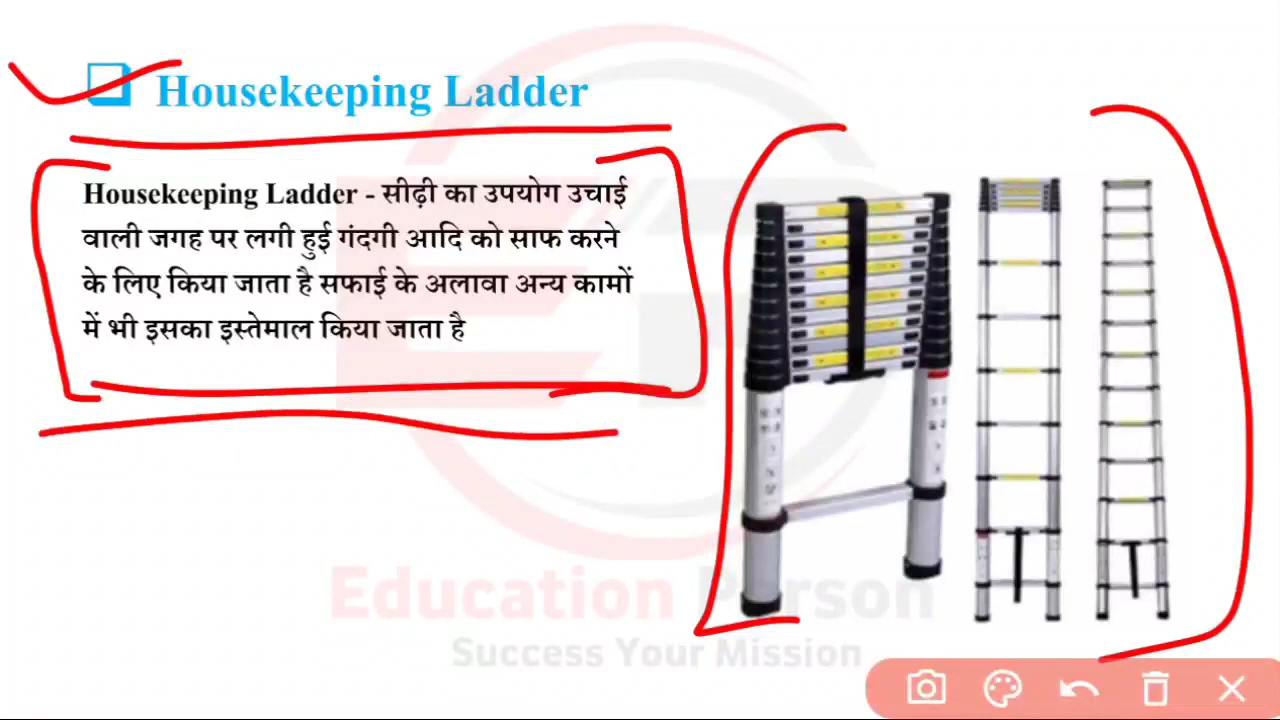 Housekeeping Ladder
Housekeeping Ladder - सीढ़ी का उपयोग उचाई
वाली जगह पर लगी हुई गंदगी आदि को साफ करने
के लिए किया जाता है सफाई के अलावा अन्य कामों
में भी इसका इस्तेमाल किया जाता है
Education Person
Success Your Mission